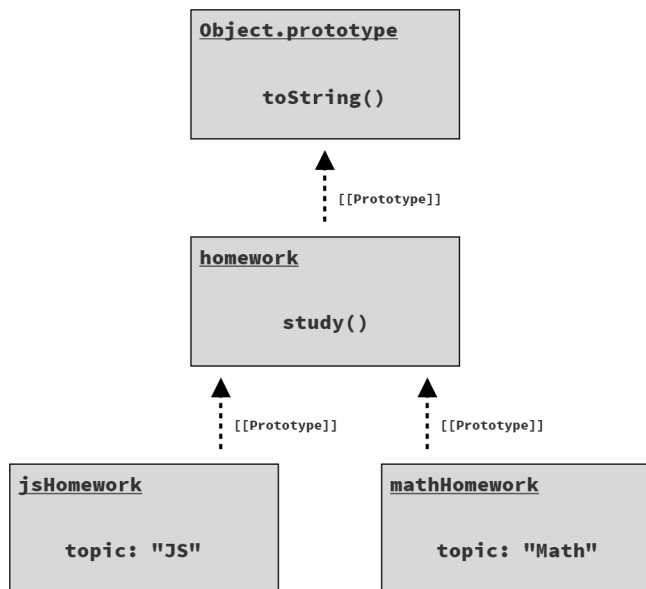 Object.prototype
toString()
[[Prototype]]
homework
study()
[[Prototype]]
[[Prototype]]
jsHomework
topic: "JS"
mathHomework
topic: "Math"